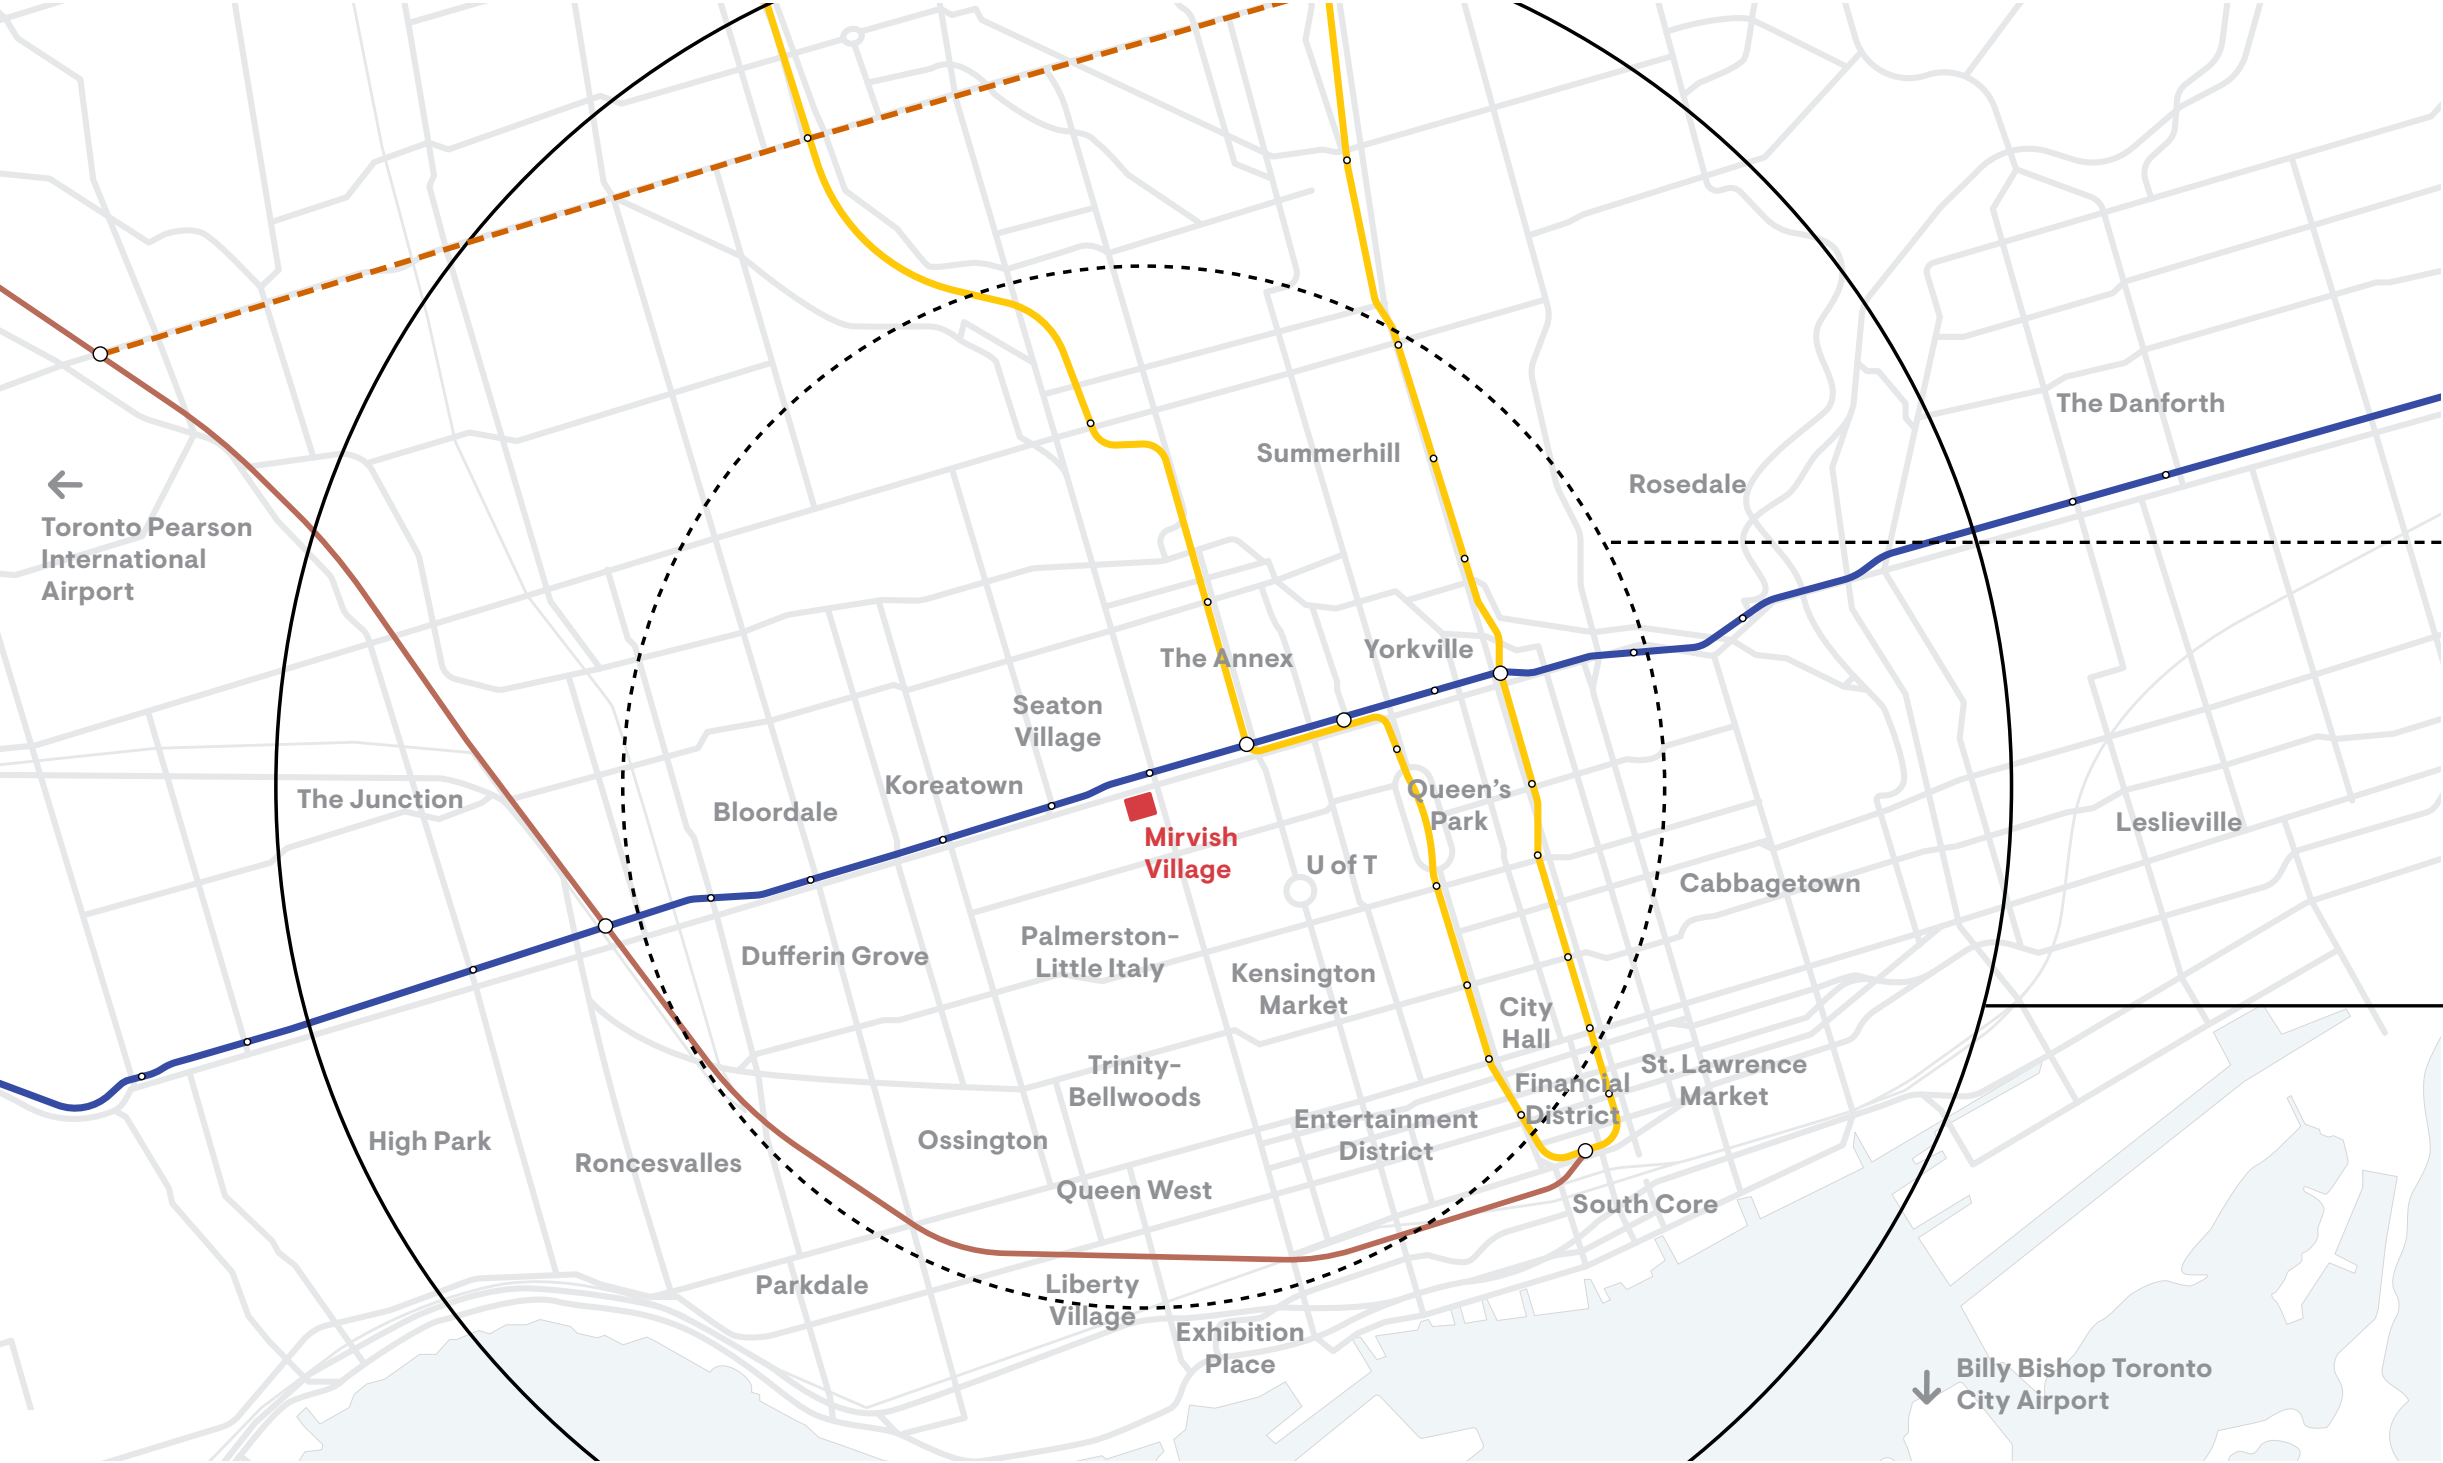 The Danforth
Summerhill
Rosedale
Toronto Pearson
International
Airport
The Annex
Yorkville
Seaton
Village
Koreatown
Queen's
Park
The Junction
Bloordale
Mirvish
Village
Leslieville
U of T
Cabbagetown
Palmerston-
Little Italy
Dufferin Grove
Kensington
Market
City
Hall
Trinity-
Bellwoods
St. Lawrence
Market
Financial
District
Entertainment
District
High Park
Ossington
Roncesvalles
Queen West
South Core
Parkdale
Liberty
Village
Exhibition
Place
Billy Bishop Toronto
City Airport